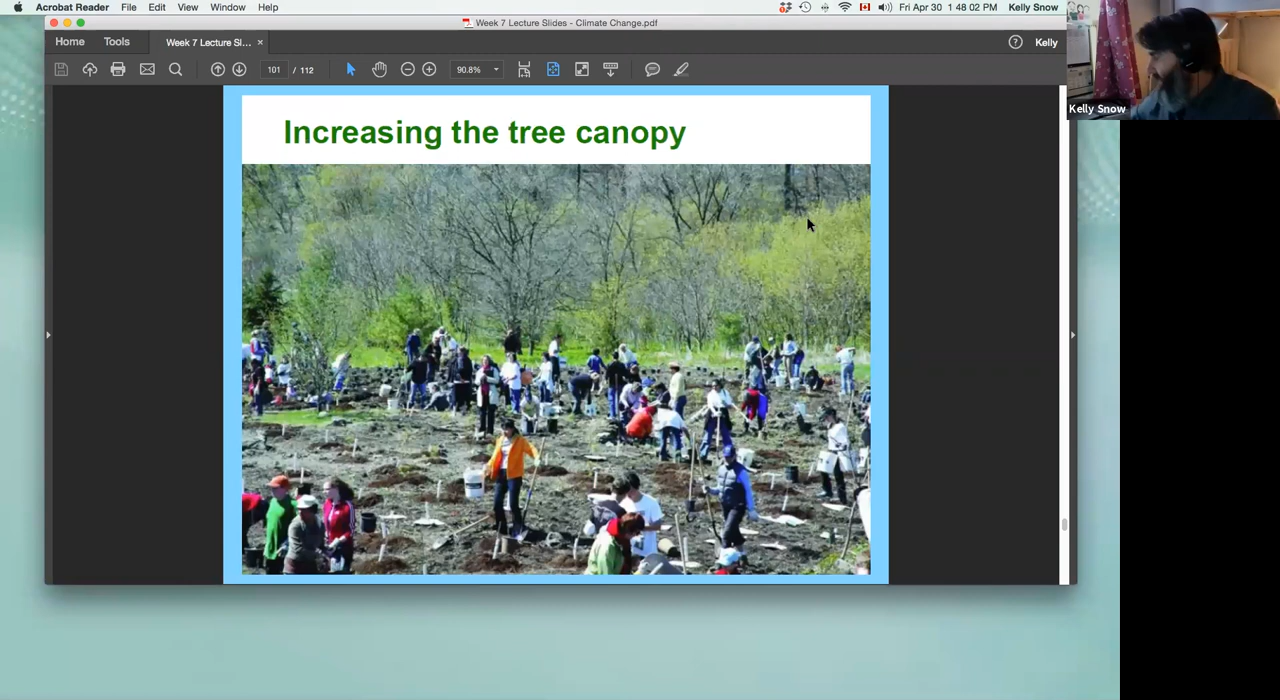 Acrobat Reader File Edit View Window Help Fri Apr 30 1 48 02 PM Kelly Snow
Week 7 Lecture Slides - Climate Change.pdf
Home Tools Week 7 Lecture Sl... × ? Kelly
101 / 112 90.8%
Kelly Snow
Increasing the tree canopy